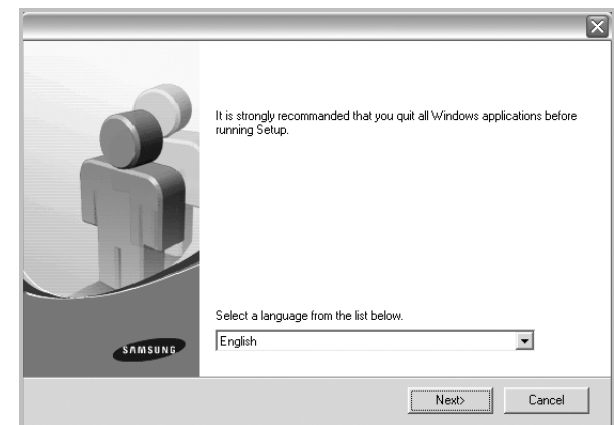 It is strongly recommanded that you quit all Windows applications before
running Setup.
Select a language from the list below.
English
SAMSUNG
Next>
Cancel